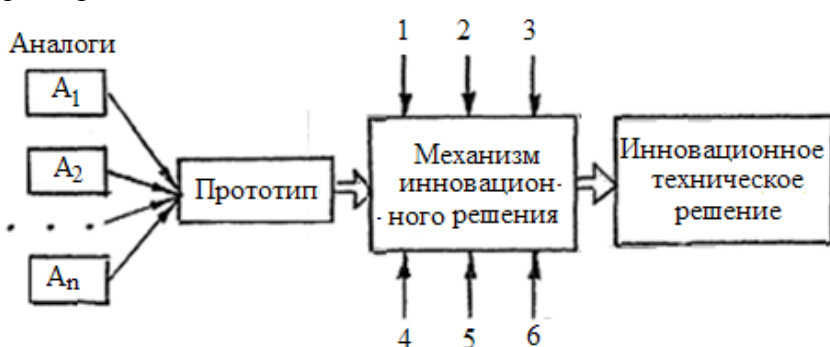 Аналоги
A1
A2
. . .
An
Прототип
1 2 3
Механизм
инновацион-
ного решения
4 5 6
Инновационное
техническое
решение